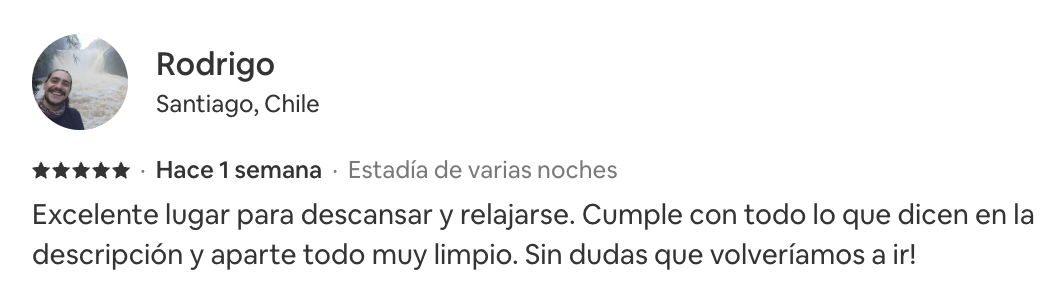 Rodrigo
Santiago, Chile
★★★★★ · Hace 1 semana · Estadía de varias noches
Excelente lugar para descansar y relajarse. Cumple con todo lo que dicen en la
descripción y aparte todo muy limpio. Sin dudas que volveríamos a ir!